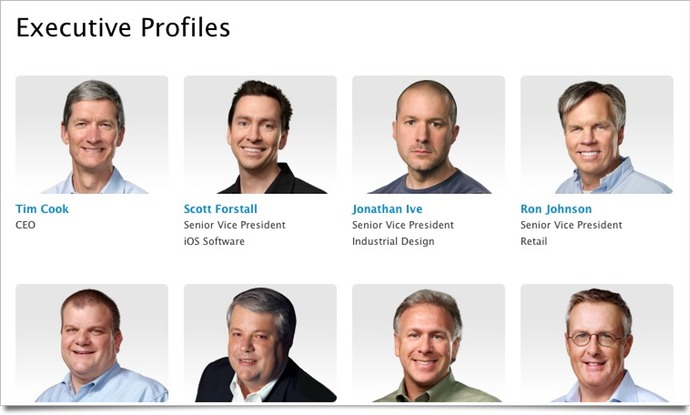 Executive Profiles
Tim Cook
CEO
Scott Forstall
Senior Vice President
iOS Software
Jonathan Ive
Senior Vice President
Industrial Design
Ron Johnson
Senior Vice President
Retail